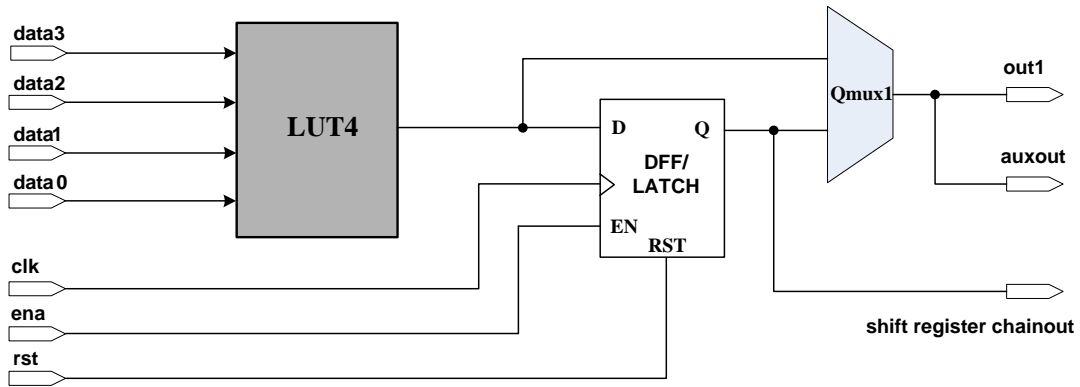 data3
data2
data1
data0
clk
ena
rst
LUT4
D
Q
DFF/
LATCH
EN
RST
Qmux1
out1
auxout
shift register chainout